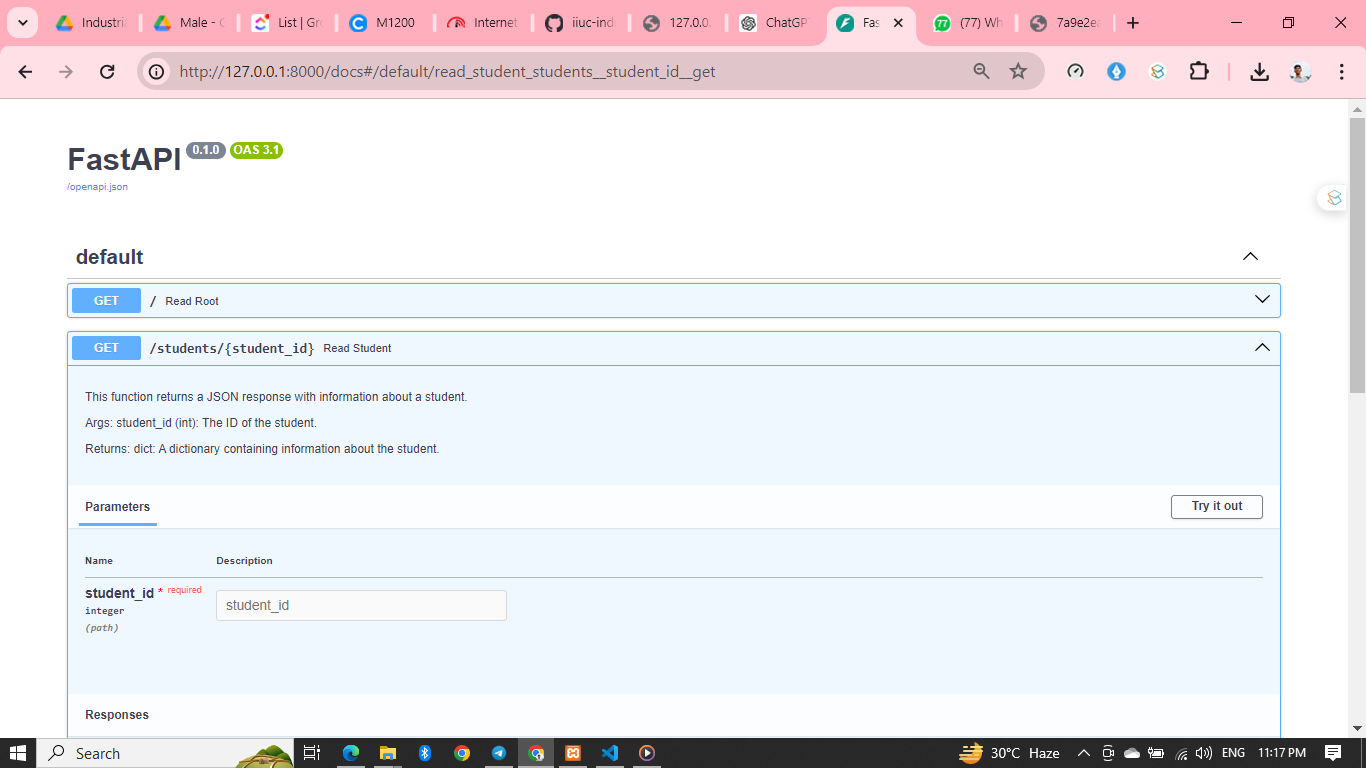 Industria
Male - C
List | Gro
M1200
Internet
iiuc-ind
127.0.0.
ChatGP
Fas
(77) Wh
7a9e2ea
http://127.0.0.1:8000/docs#/default/read_student_students__student_id__get
FastAPI 0.1.0 OAS 3.1
/openapi.json
default
GET / Read Root
GET /students/{student_id} Read Student
This function returns a JSON response with information about a student.
Args: student_id (int): The ID of the student.
Returns: dict: A dictionary containing information about the student.
Parameters Try it out
Name Description
student_id * required
integer
(path)
student_id
Responses
Search 30°C Haze ENG 11:17 PM